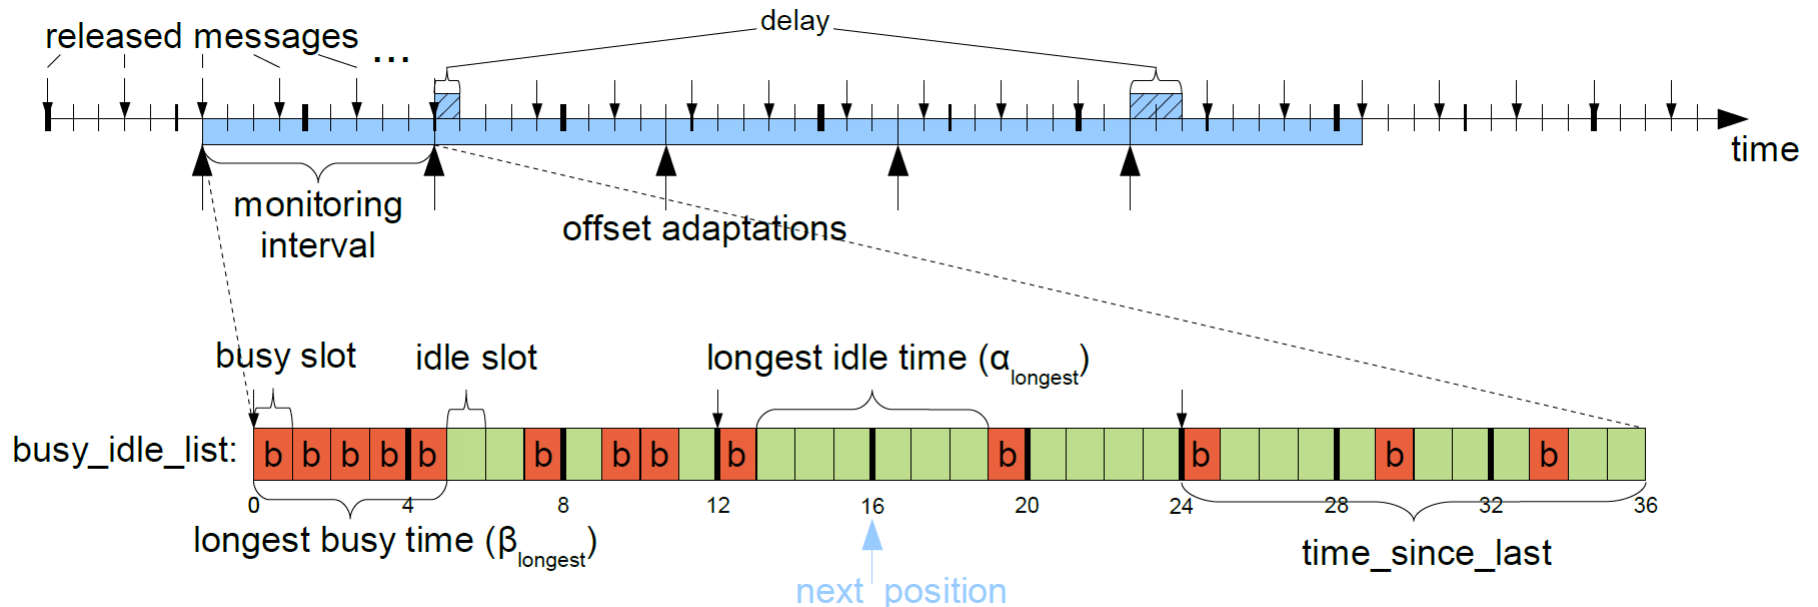 delay
released messages ...
time
monitoring
interval
offset adaptations
busy slot
idle slot
longest idle time (αlongest)
busy_idle_list:
b b b b b b b b b b b b b
0 4 8 12 16 20 24 28 32 36
longest busy time (βlongest)
time_since_last
next position